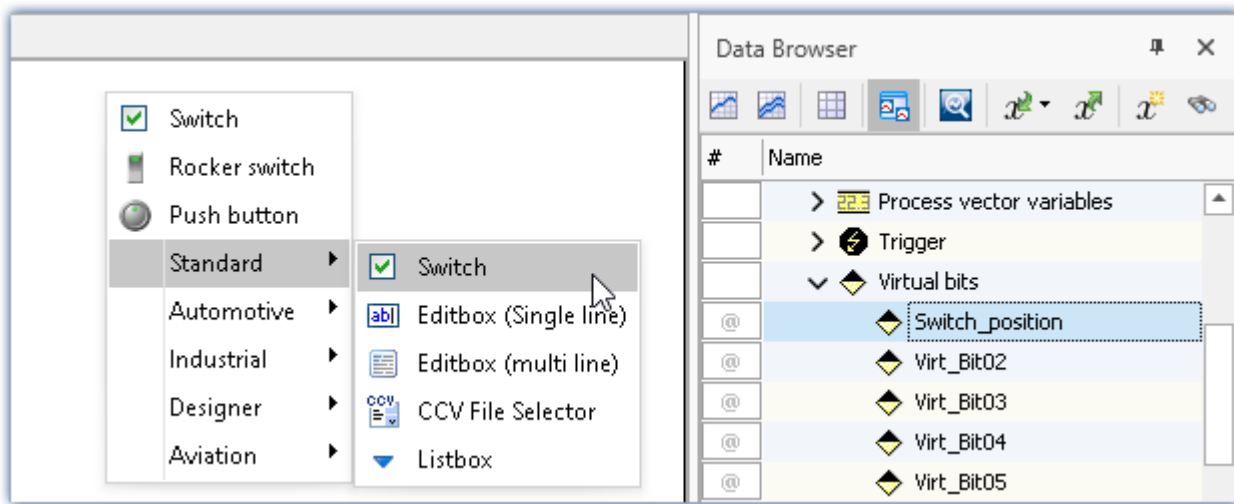 Switch
Rocker switch
Push button
Standard
Automotive
Industrial
Designer
Aviation
Switch
Editbox (Single line)
Editbox (multi line)
CCV File Selector
Listbox
Data Browser
# Name
Process vector variables
Trigger
Virtual bits
@ Switch_position
@ Virt_Bit02
@ Virt_Bit03
@ Virt_Bit04
@ Virt_Bit05